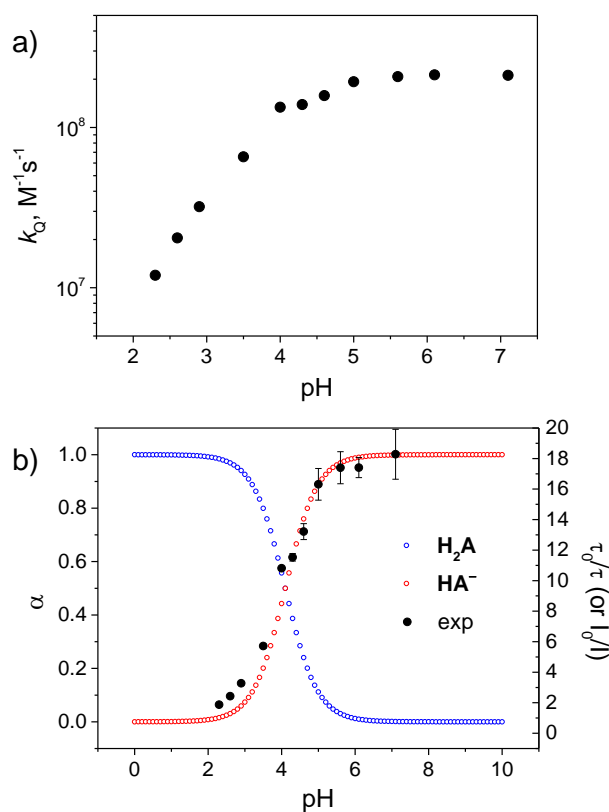 a)
10⁸
10⁷
k_Q, M⁻¹s⁻¹
2 3 4 5 6 7
pH
b)
1.0
0.8
0.6
0.4
0.2
0.0
α
20
18
16
14
12
10
8
6
4
2
0
τ₀/τ (or I₀/I)
H₂A
HA⁻
exp
0 2 4 6 8 10
pH